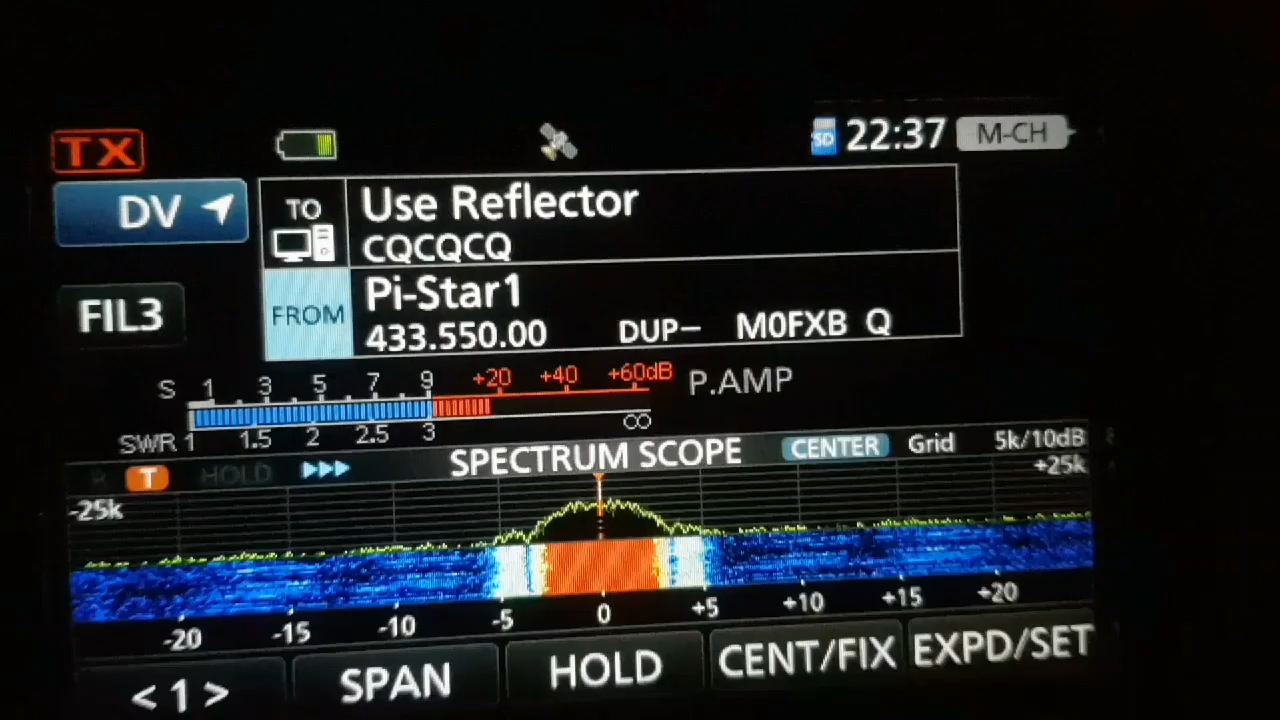 TX SD 22:37 M-CH
DV TO Use Reflector
CQCQCQ
FIL3 FROM Pi-Star1
433.550.00 DUP− M0FXB Q
S 1 3 5 7 9 +20 +40 +60dB P.AMP
SWR 1 1.5 2 2.5 3 ∞
T HOLD SPECTRUM SCOPE CENTER Grid 5k/10dB
-25k +25k
-20 -15 -10 -5 0 +5 +10 +15 +20
< 1 > SPAN HOLD CENT/FIX EXPD/SET